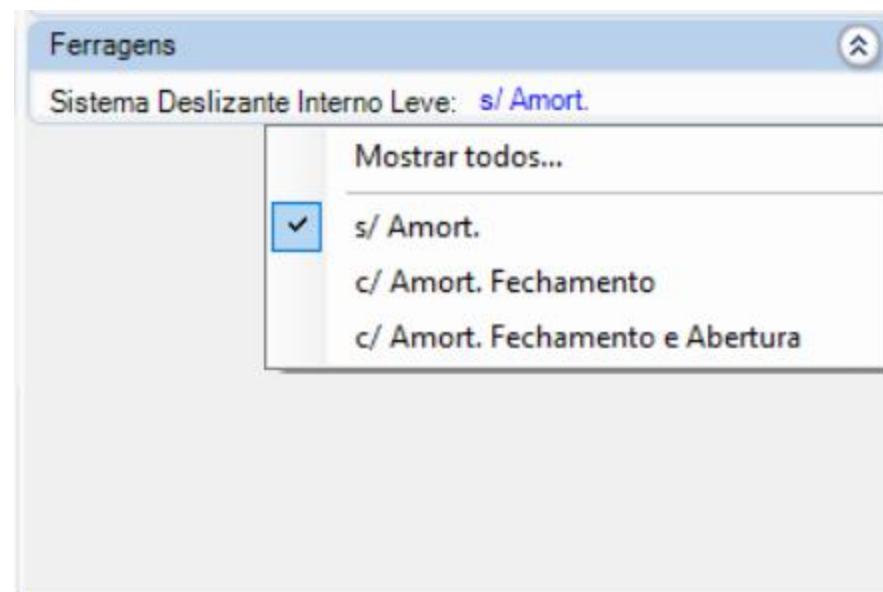 Ferragens
Sistema Deslizante Interno Leve: s/ Amort.
Mostrar todos...
s/ Amort.
c/ Amort. Fechamento
c/ Amort. Fechamento e Abertura